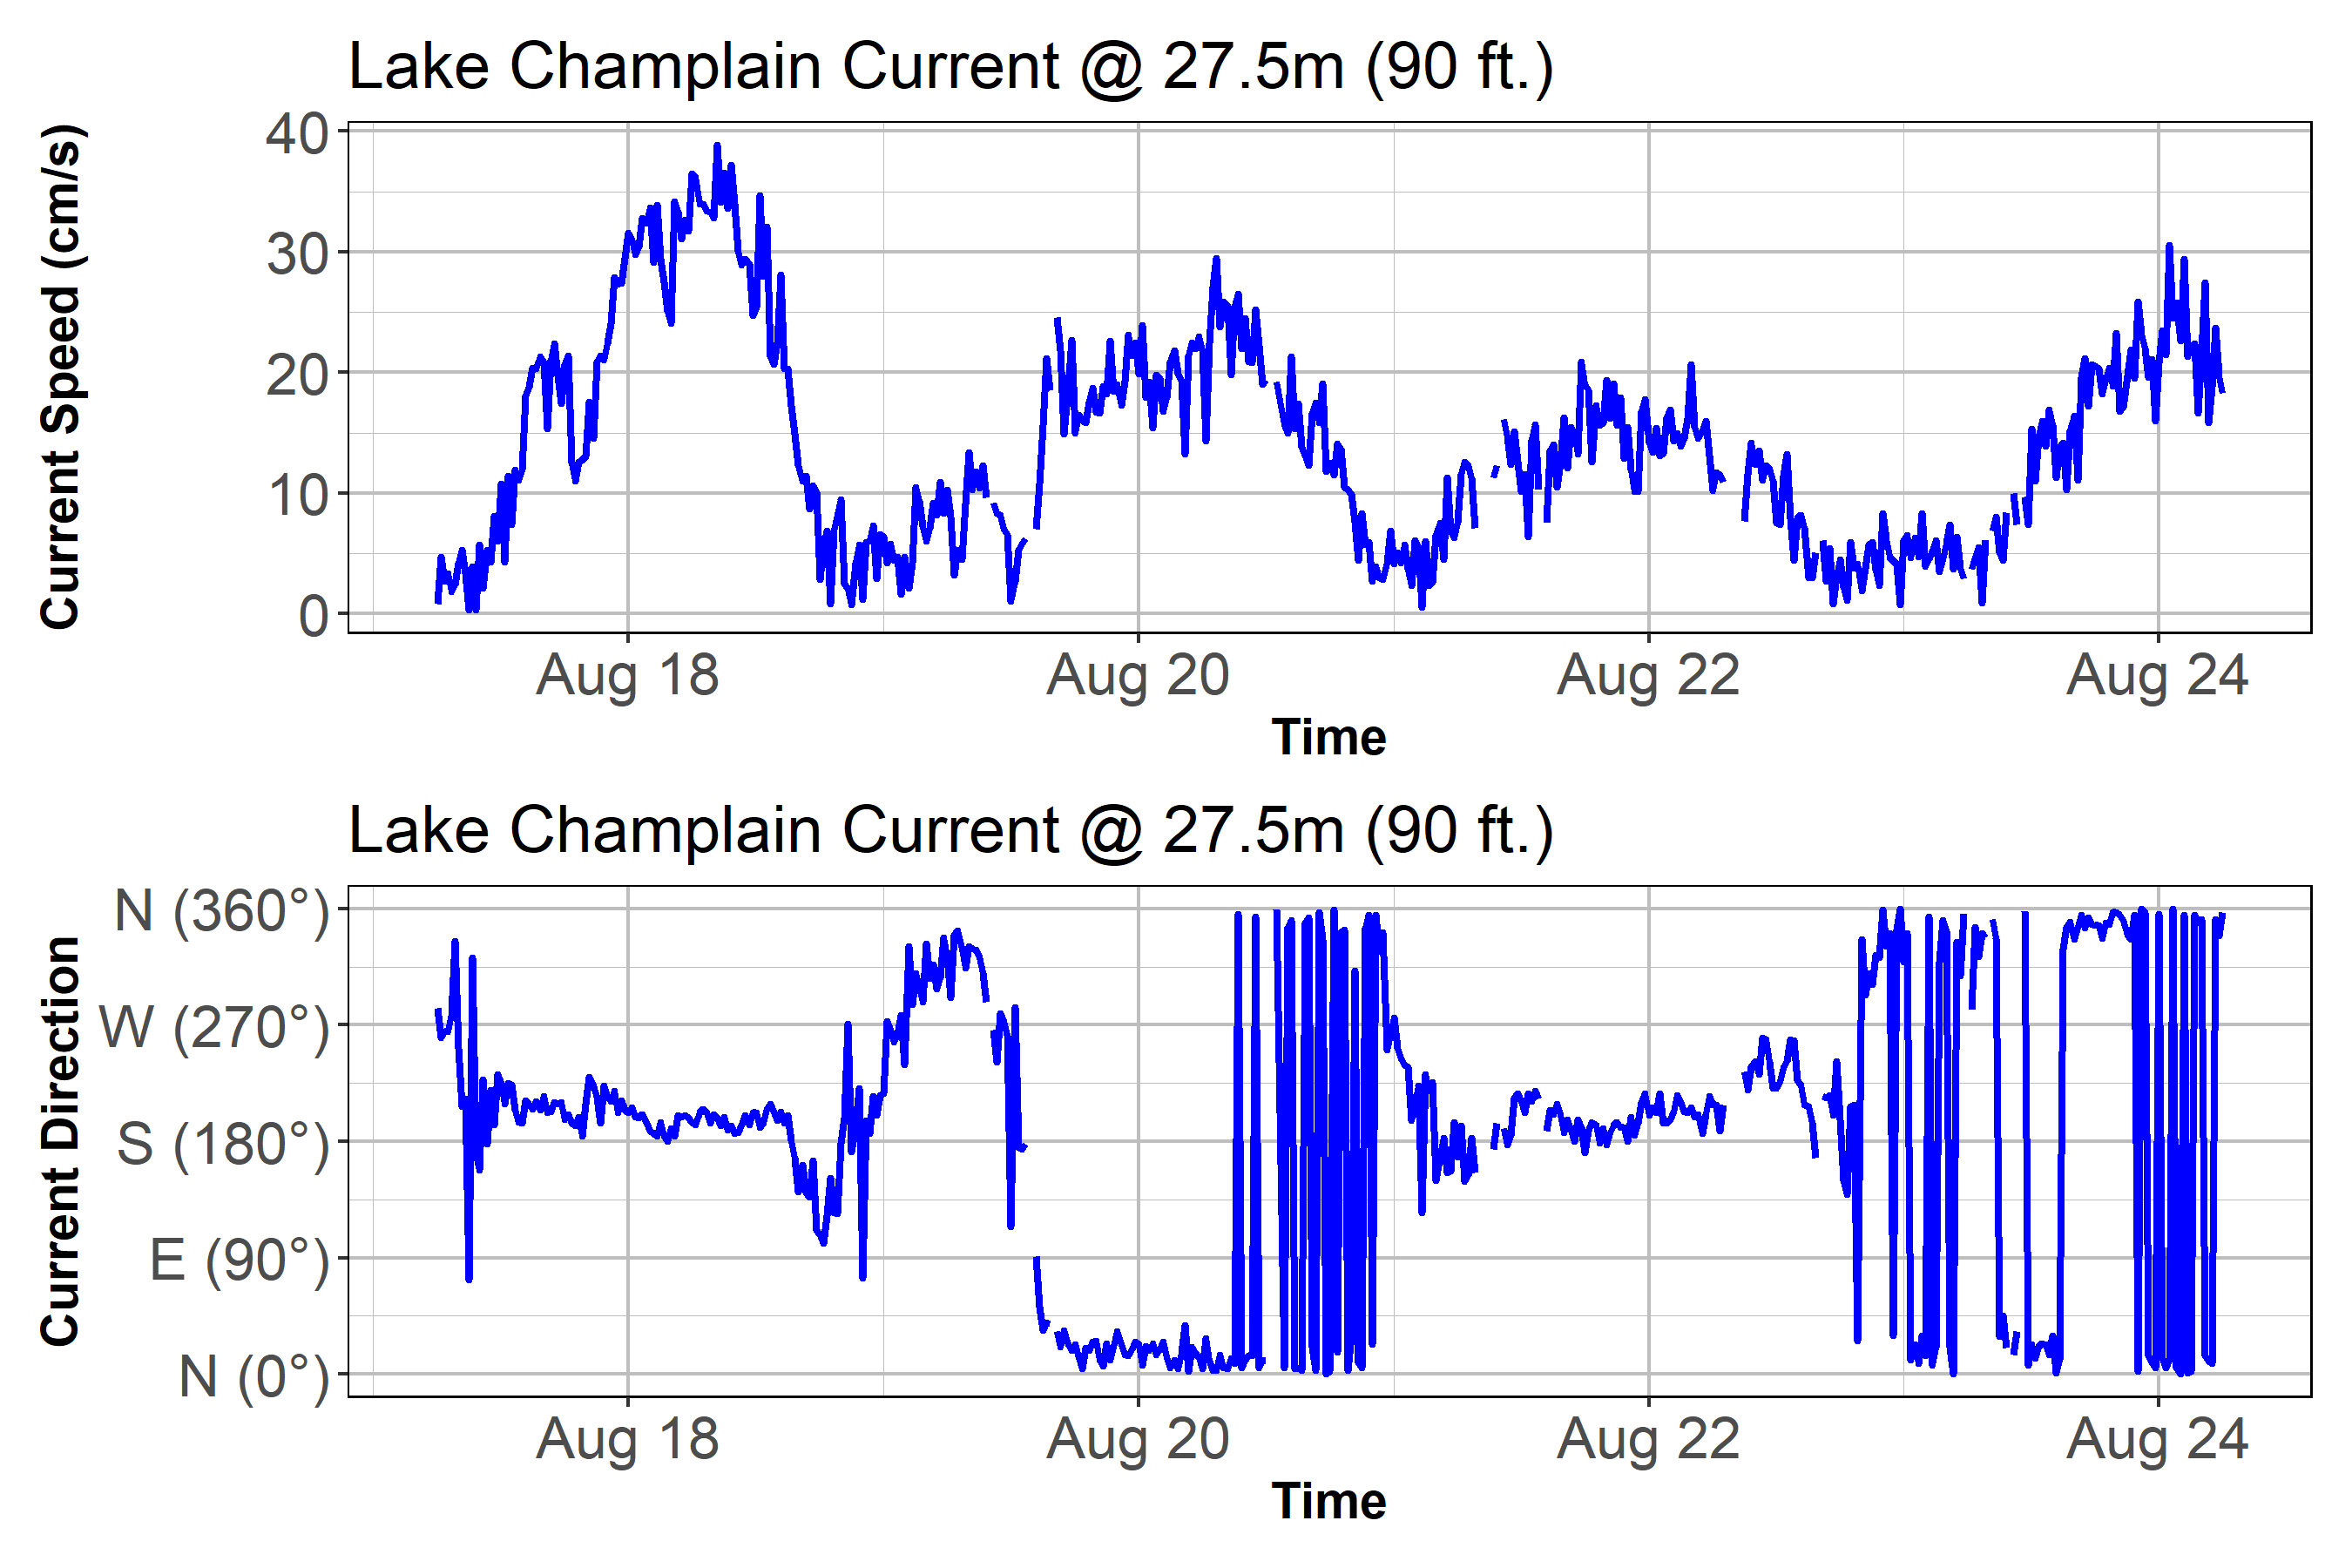 Lake Champlain Current @ 27.5m (90 ft.)
Current Speed (cm/s)
40
30
20
10
0
Aug 18 Aug 20 Aug 22 Aug 24
Time
Lake Champlain Current @ 27.5m (90 ft.)
Current Direction
N (360°)
W (270°)
S (180°)
E (90°)
N (0°)
Aug 18 Aug 20 Aug 22 Aug 24
Time